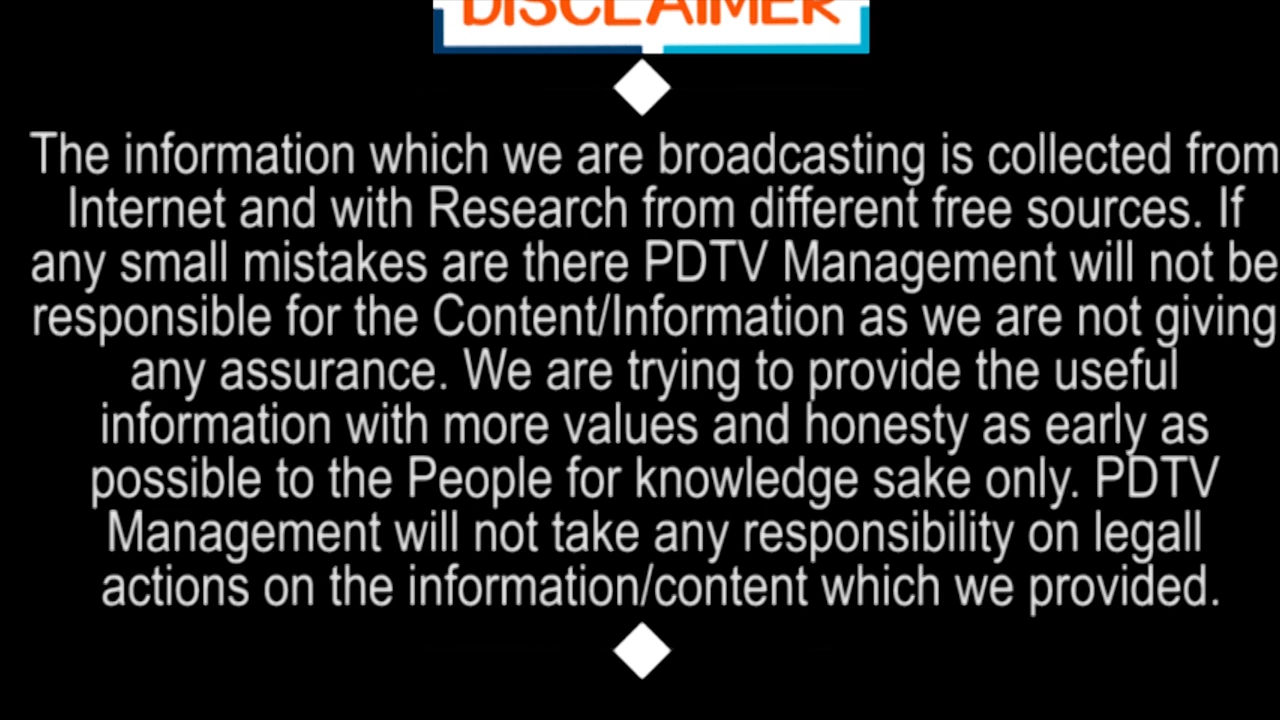 DISCLAIMER
The information which we are broadcasting is collected from
Internet and with Research from different free sources. If
any small mistakes are there PDTV Management will not be
responsible for the Content/Information as we are not giving
any assurance. We are trying to provide the useful
information with more values and honesty as early as
possible to the People for knowledge sake only. PDTV
Management will not take any responsibility on legall
actions on the information/content which we provided.